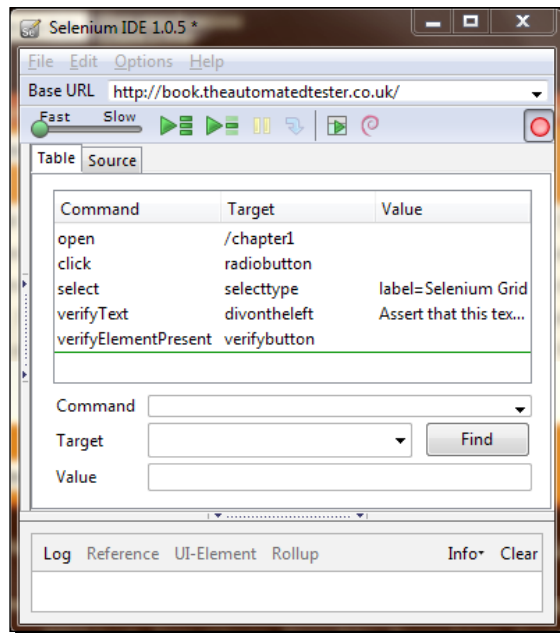 Selenium IDE 1.0.5 *
File Edit Options Help
Base URL http://book.theautomatedtester.co.uk/
Fast Slow
Table Source
Command Target Value
open /chapter1
click radiobutton
select selecttype label=Selenium Grid
verifyText divontheleft Assert that this tex...
verifyElementPresent verifybutton
Command
Target Find
Value
Log Reference UI-Element Rollup Info Clear